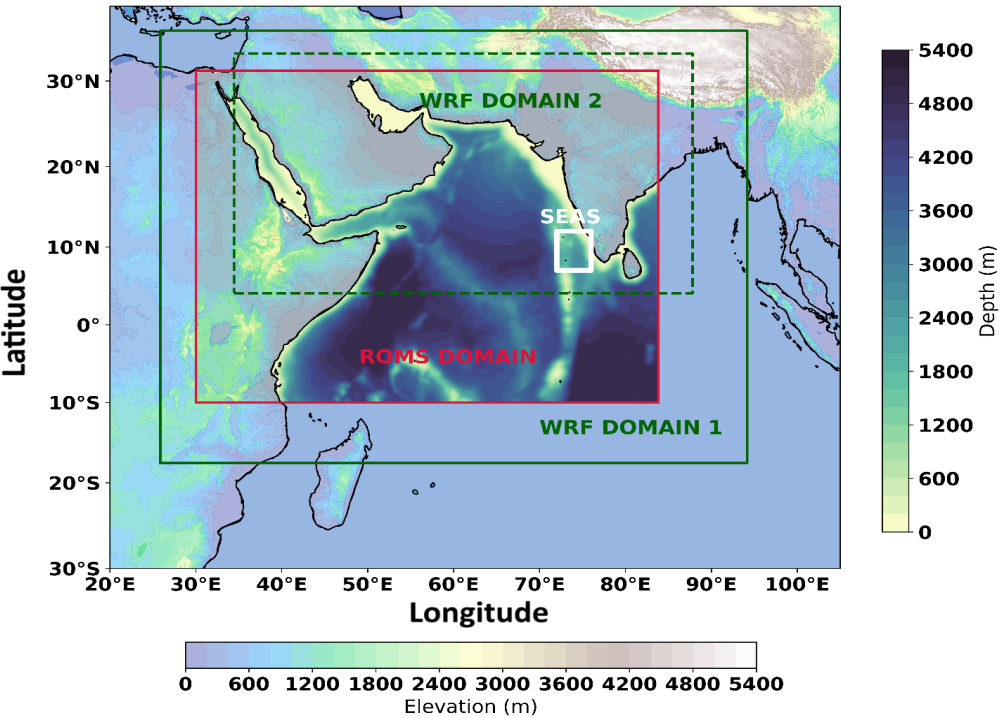 30°N
20°N
10°N
0°
10°S
20°S
30°S
Latitude
WRF DOMAIN 2
SEAS
ROMS DOMAIN
WRF DOMAIN 1
20°E 30°E 40°E 50°E 60°E 70°E 80°E 90°E 100°E
Longitude
5400
4800
4200
3600
3000
2400
1800
1200
600
0
Depth (m)
0 600 1200 1800 2400 3000 3600 4200 4800 5400
Elevation (m)